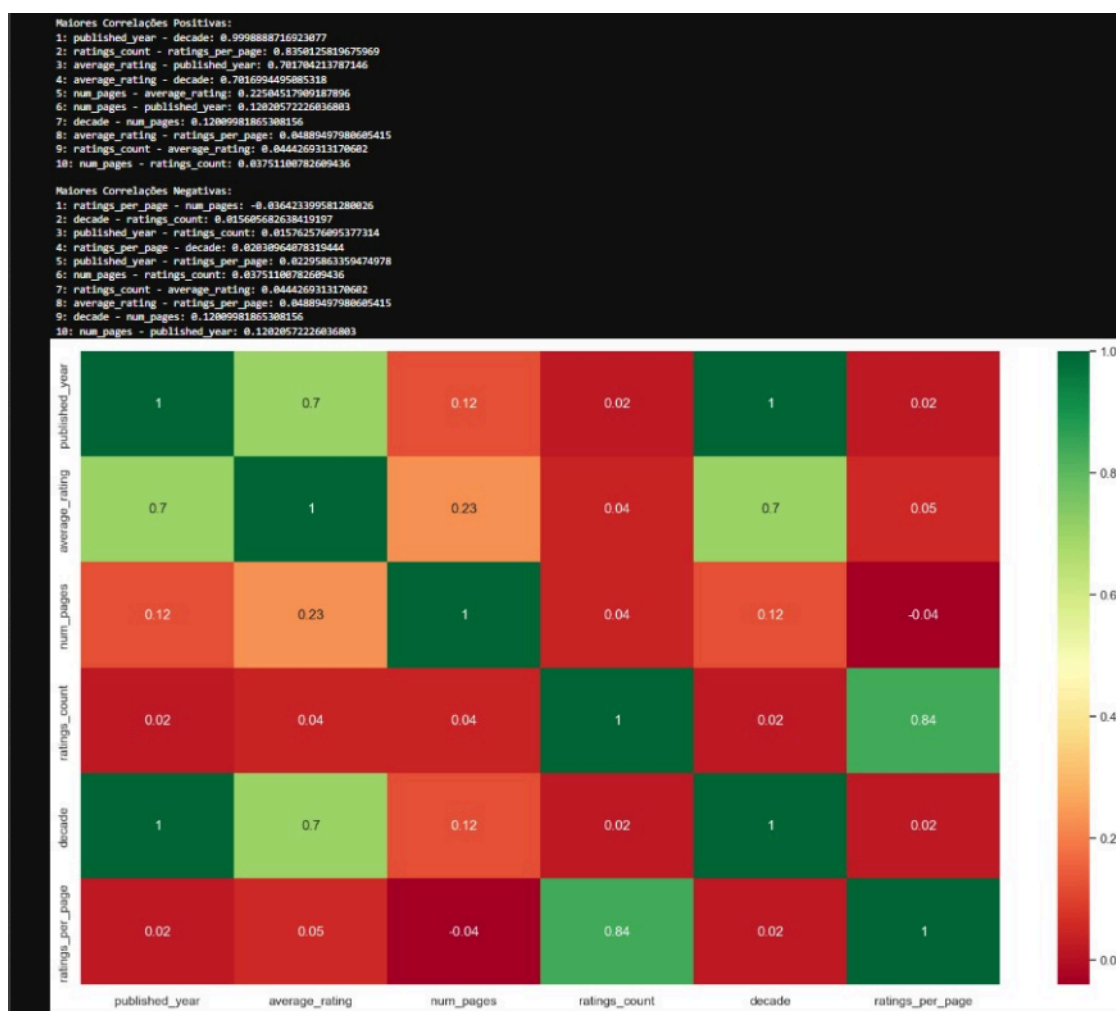 Maiores Correlações Positivas:
1: published_year - decade: 0.9998888716923077
2: ratings_count - ratings_per_page: 0.8350125819675969
3: average_rating - published_year: 0.701704213787146
4: average_rating - decade: 0.7016994495085318
5: num_pages - average_rating: 0.22504517909187896
6: num_pages - published_year: 0.12020572226036803
7: decade - num_pages: 0.12009981865308156
8: average_rating - ratings_per_page: 0.04889497980605415
9: ratings_count - average_rating: 0.0444269313170602
10: num_pages - ratings_count: 0.03751100782609436
Maiores Correlações Negativas:
1: ratings_per_page - num_pages: -0.036423399581280026
2: decade - ratings_count: 0.015605682638419197
3: published_year - ratings_count: 0.015762576095377314
4: ratings_per_page - decade: 0.02030964078319444
5: published_year - ratings_per_page: 0.02295863359474978
6: num_pages - ratings_count: 0.03751100782609436
7: ratings_count - average_rating: 0.0444269313170602
8: average_rating - ratings_per_page: 0.04889497980605415
9: decade - num_pages: 0.12009981865308156
10: num_pages - published_year: 0.12020572226036803
published_year 1 0.7 0.12 0.02 1 0.02
average_rating 0.7 1 0.23 0.04 0.7 0.05
num_pages 0.12 0.23 1 0.04 0.12 -0.04
ratings_count 0.02 0.04 0.04 1 0.02 0.84
decade 1 0.7 0.12 0.02 1 0.02
ratings_per_page 0.02 0.05 -0.04 0.84 0.02 1
published_year average_rating num_pages ratings_count decade ratings_per_page
1.0
0.8
0.6
0.4
0.2
0.0